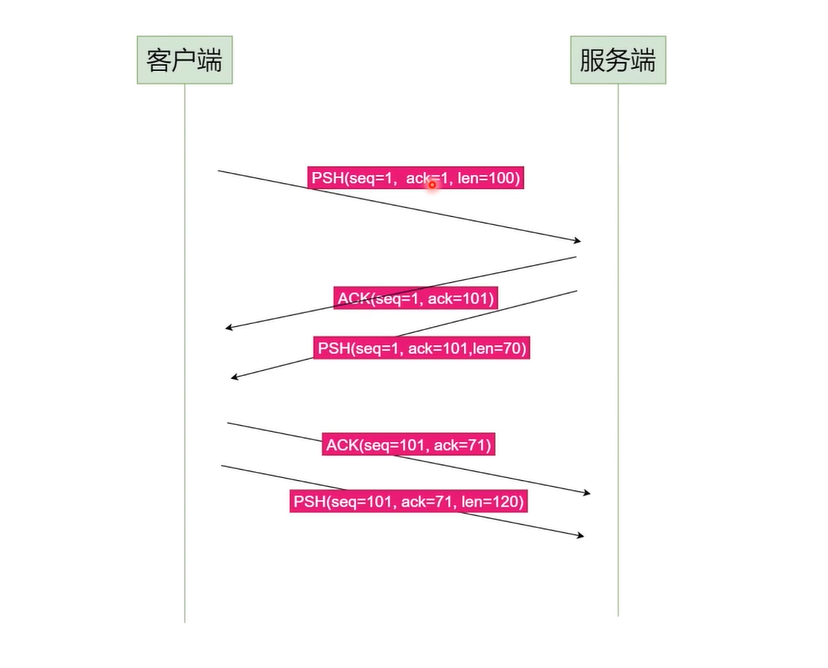 客户端
服务端
PSH(seq=1, ack=1, len=100)
ACK(seq=1, ack=101)
PSH(seq=1, ack=101,len=70)
ACK(seq=101, ack=71)
PSH(seq=101, ack=71, len=120)